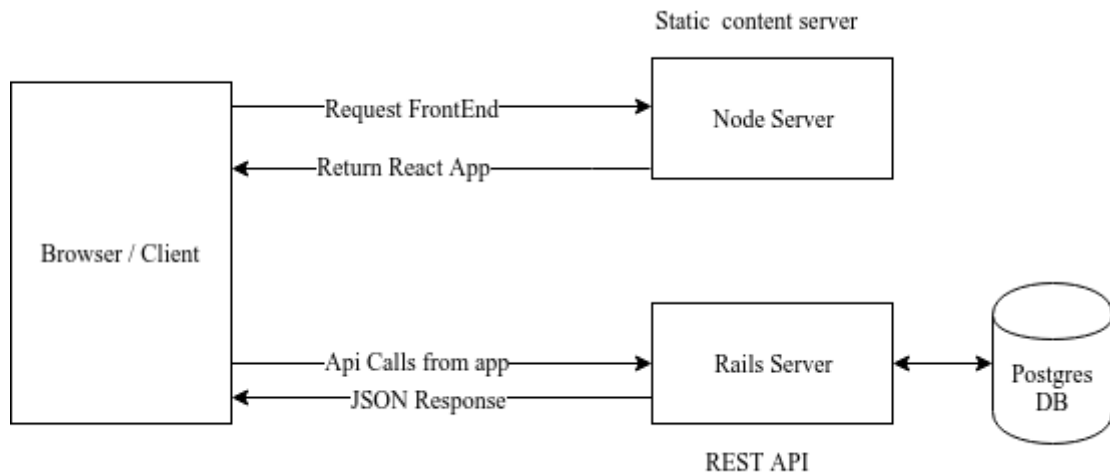 Static content server
Request FrontEnd
Node Server
Return React App
Browser / Client
Api Calls from app
Rails Server
JSON Response
Postgres
DB
REST API